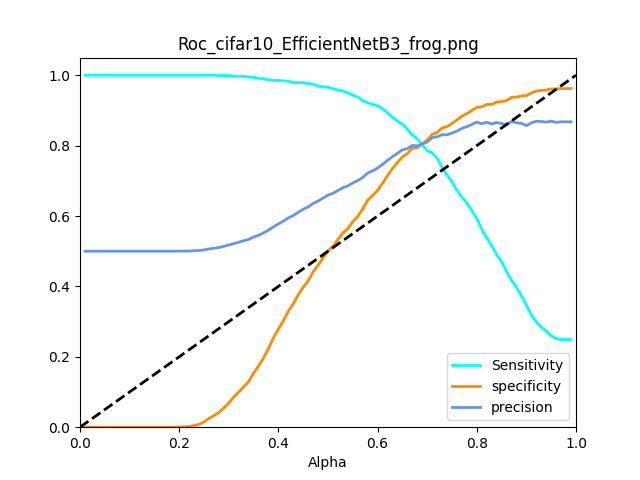 Roc_cifar10_EfficientNetB3_frog.png
1.0
0.8
0.6
0.4
0.2
0.0
Sensitivity
specificity
precision
0.0 0.2 0.4 0.6 0.8 1.0
Alpha